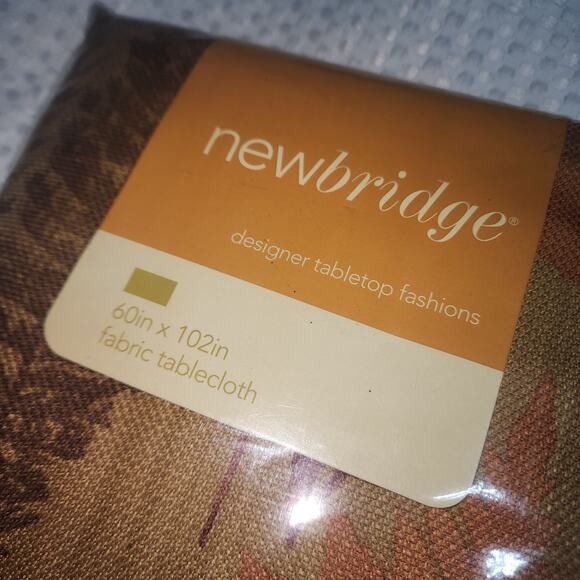 newbridge®
designer tabletop fashions
60in x 102in
fabric tablecloth